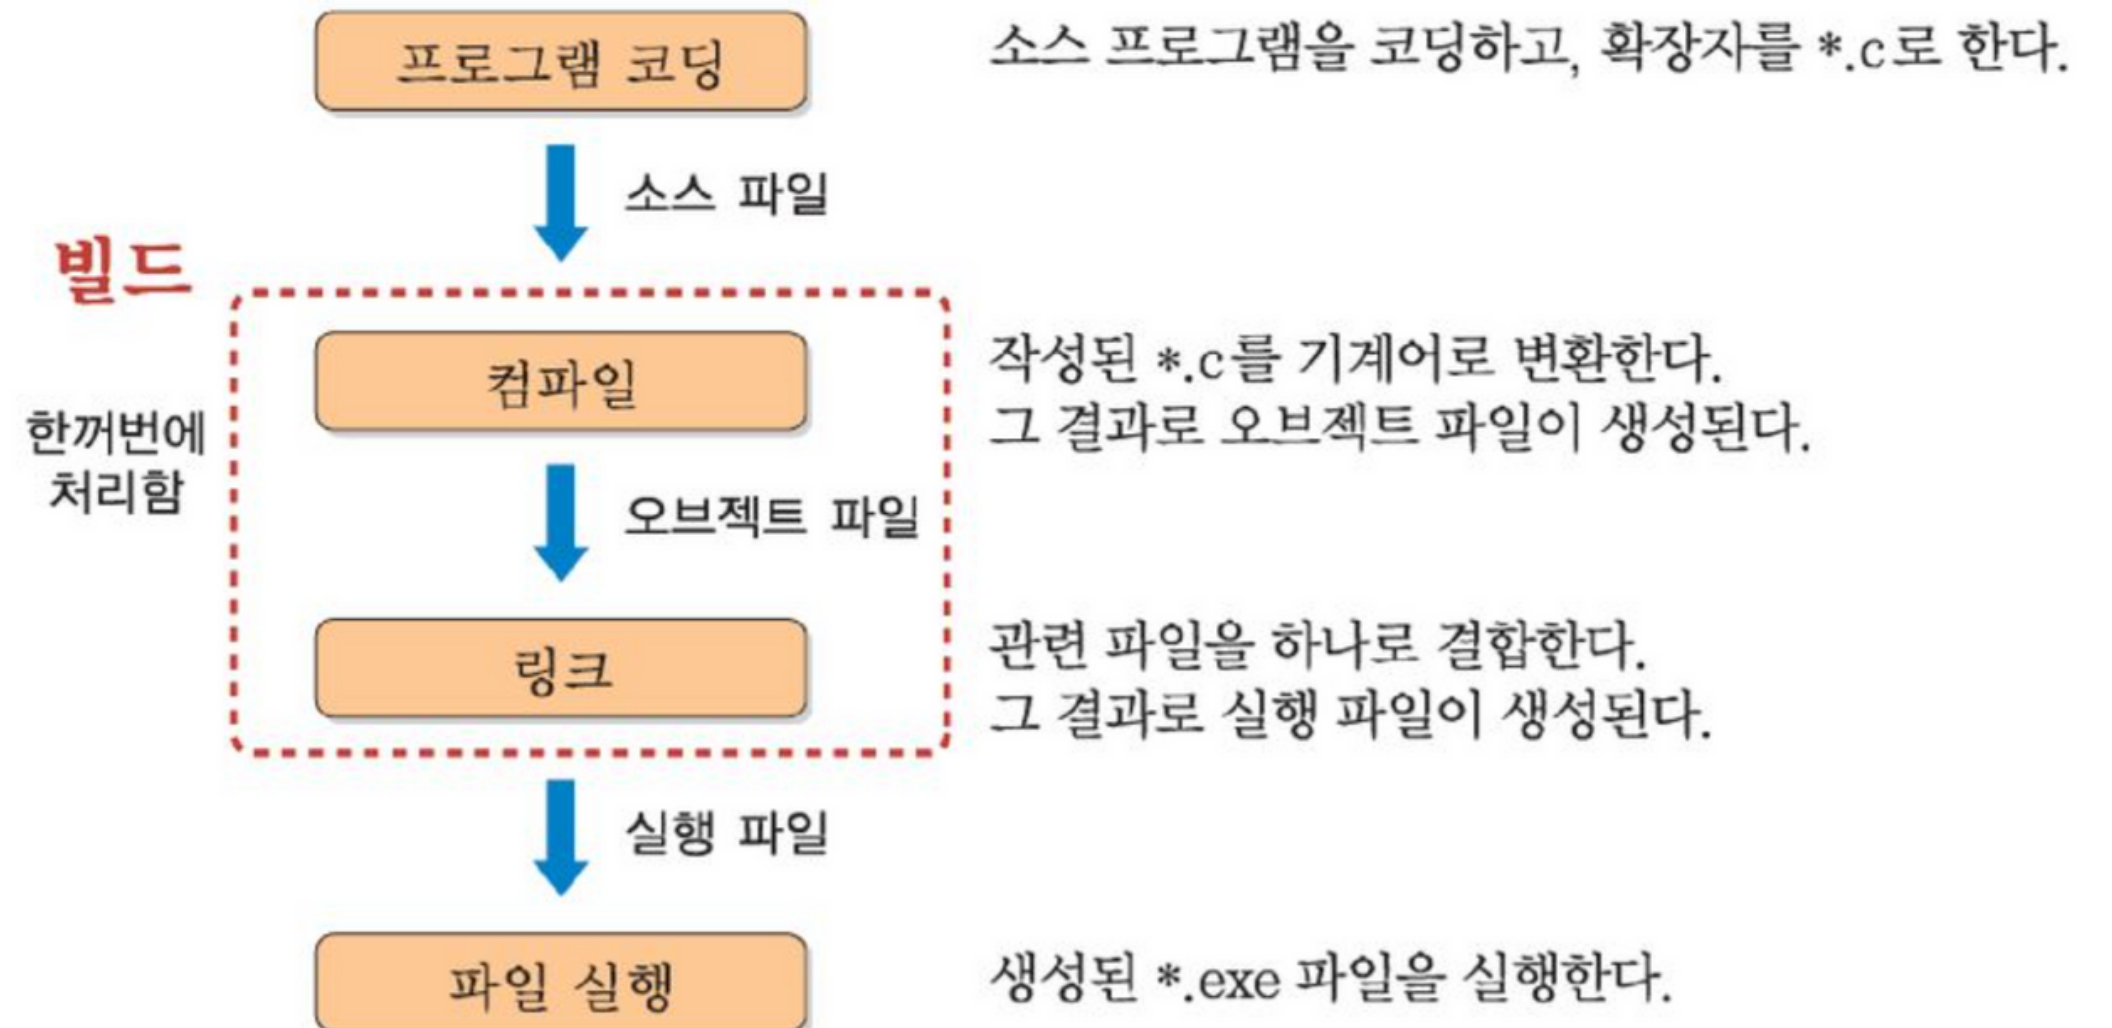 프로그램 코딩
소스 프로그램을 코딩하고, 확장자를 *.c로 한다.
소스 파일
빌드
한꺼번에
처리함
컴파일
작성된 *.c를 기계어로 변환한다.
그 결과로 오브젝트 파일이 생성된다.
오브젝트 파일
링크
관련 파일을 하나로 결합한다.
그 결과로 실행 파일이 생성된다.
실행 파일
파일 실행
생성된 *.exe 파일을 실행한다.